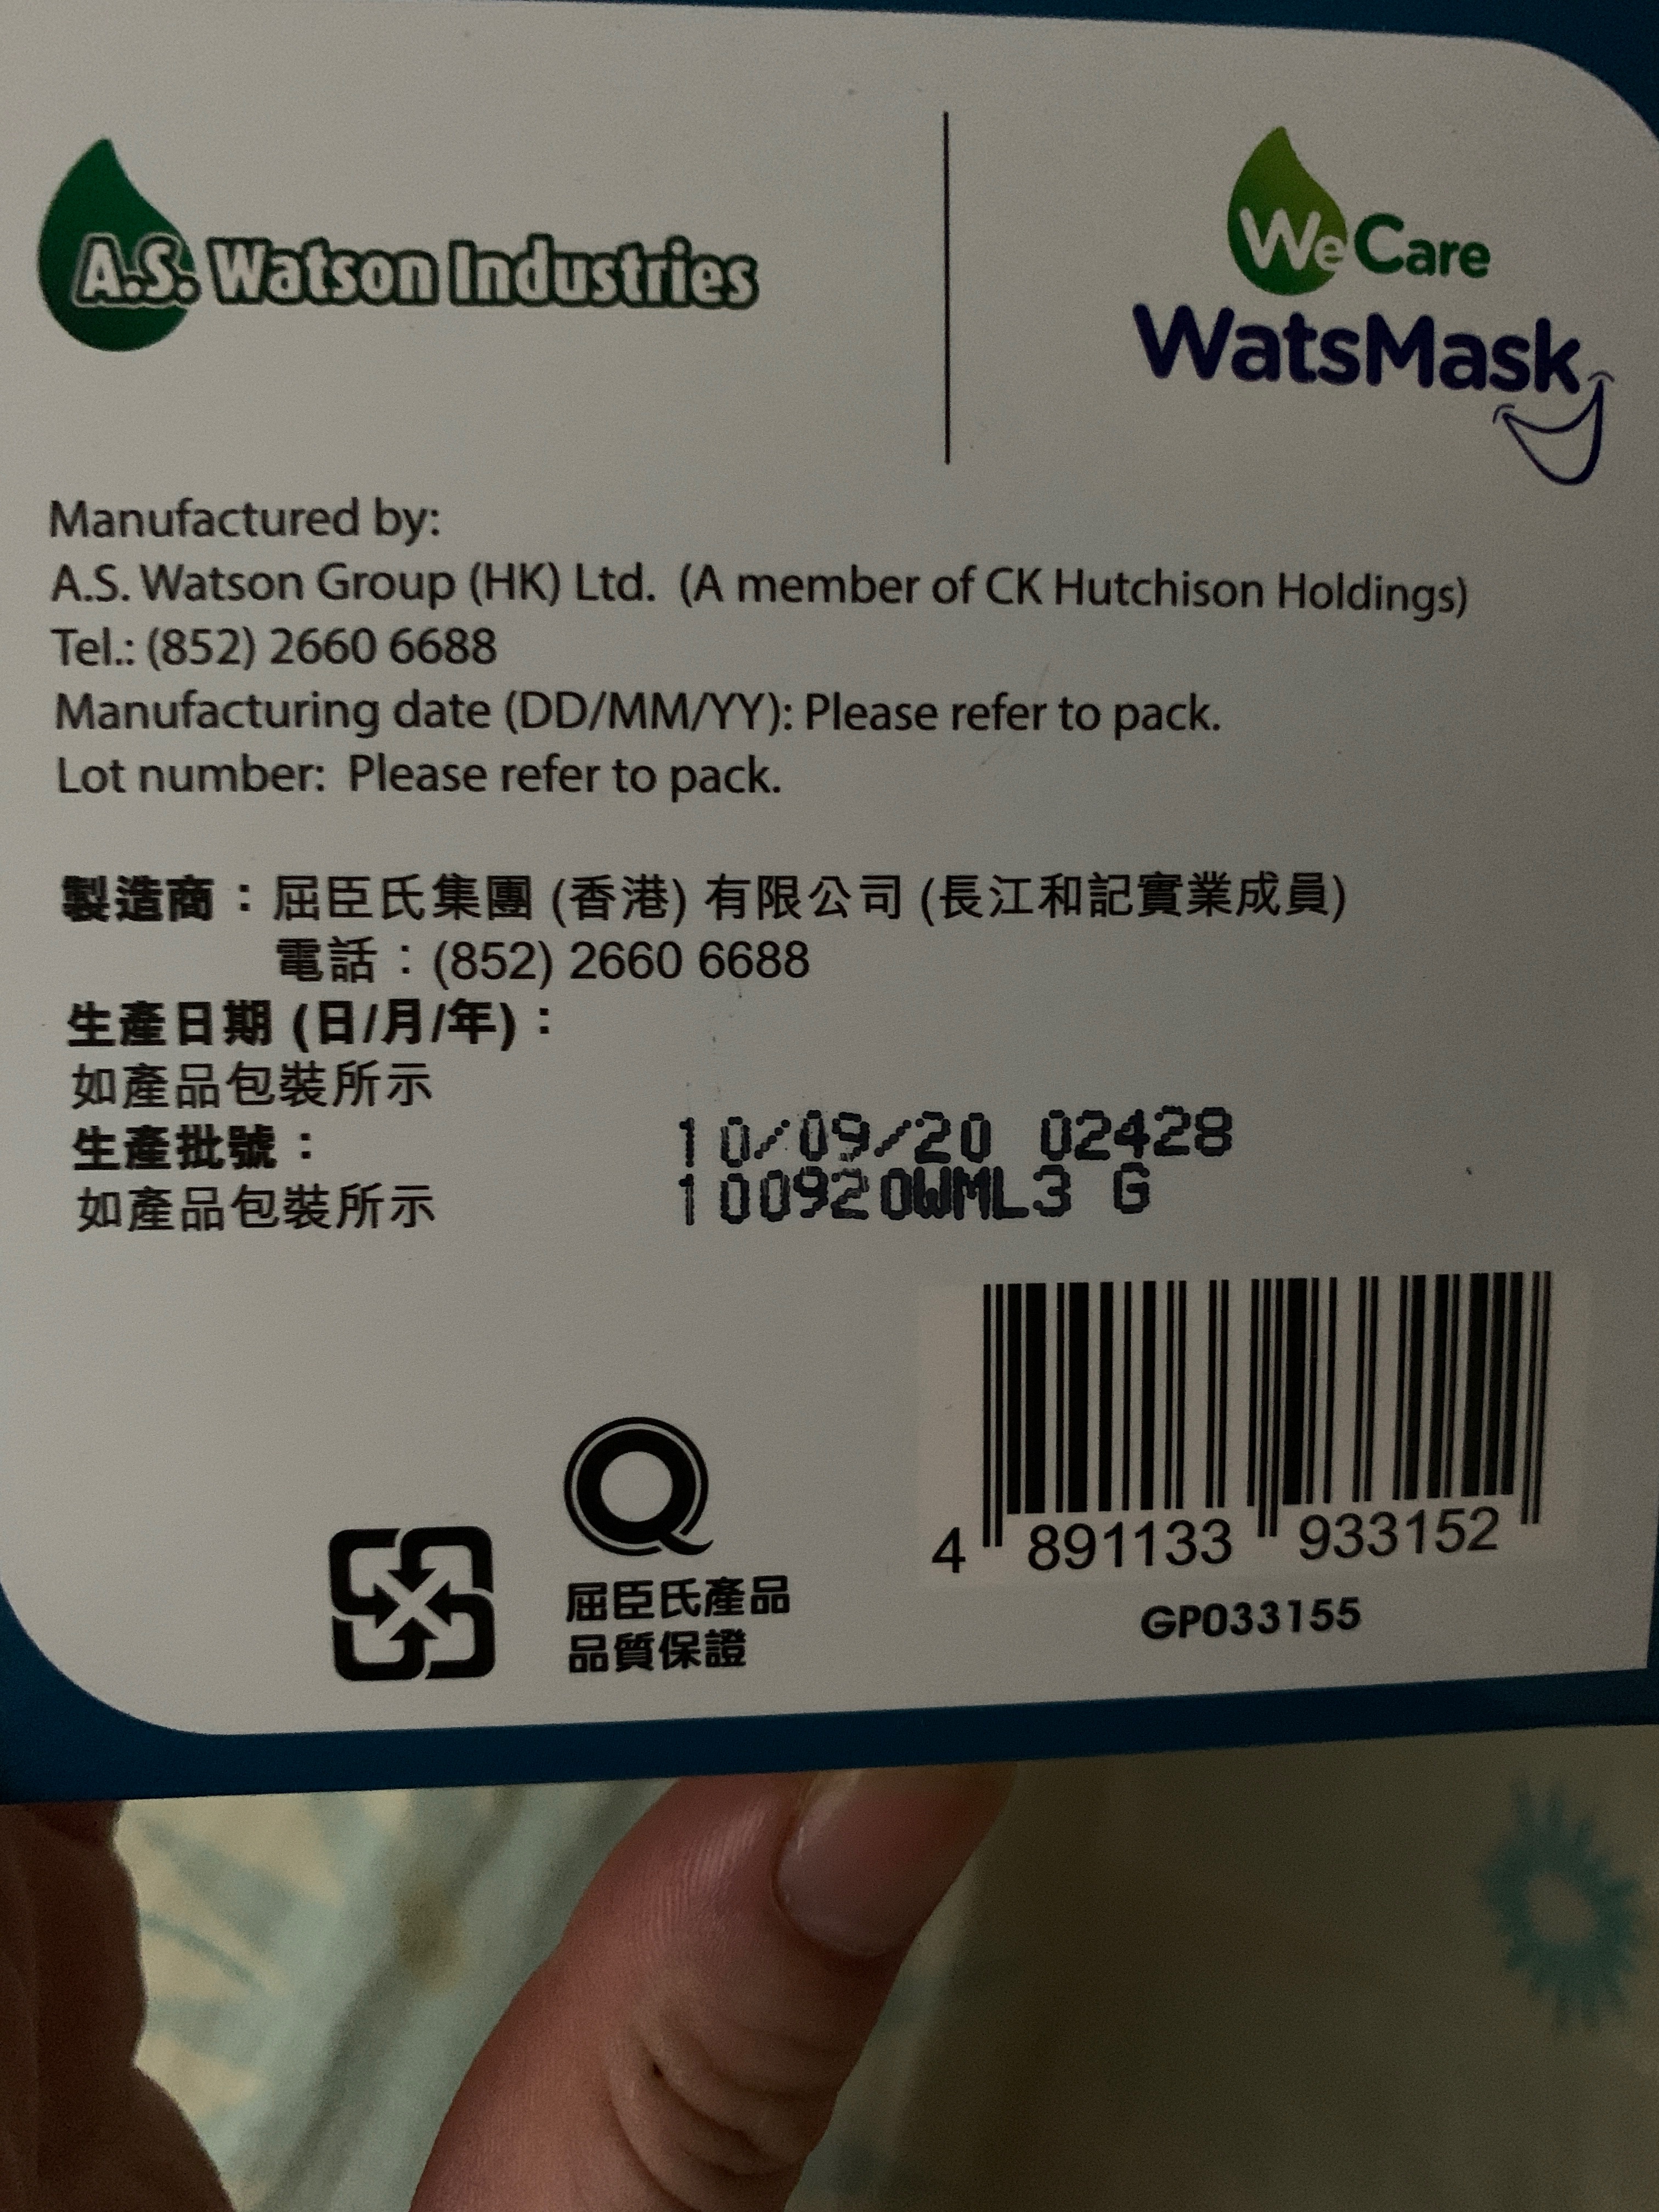 A.S. Watson Industries
We Care
WatsMask
Manufactured by:
A.S. Watson Group (HK) Ltd. (A member of CK Hutchison Holdings)
Tel.: (852) 2660 6688
Manufacturing date (DD/MM/YY): Please refer to pack.
Lot number: Please refer to pack.
製造商：屈臣氏集團 (香港) 有限公司 (長江和記實業成員)
電話：(852) 2660 6688
生產日期 (日/月/年)：
如產品包裝所示
生產批號：
如產品包裝所示
10/09/20 02428
100920WML3 G
4 891133 933152
GP033155
Q
屈臣氏產品
品質保證